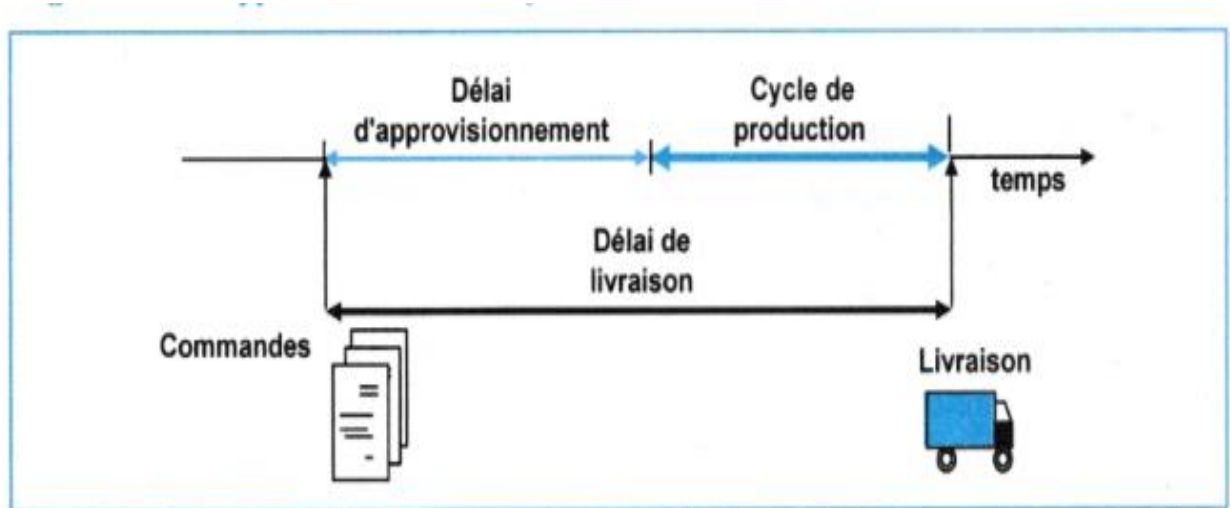 Délai
d'approvisionnement
Cycle de
production
temps
Délai de
livraison
Commandes
Livraison